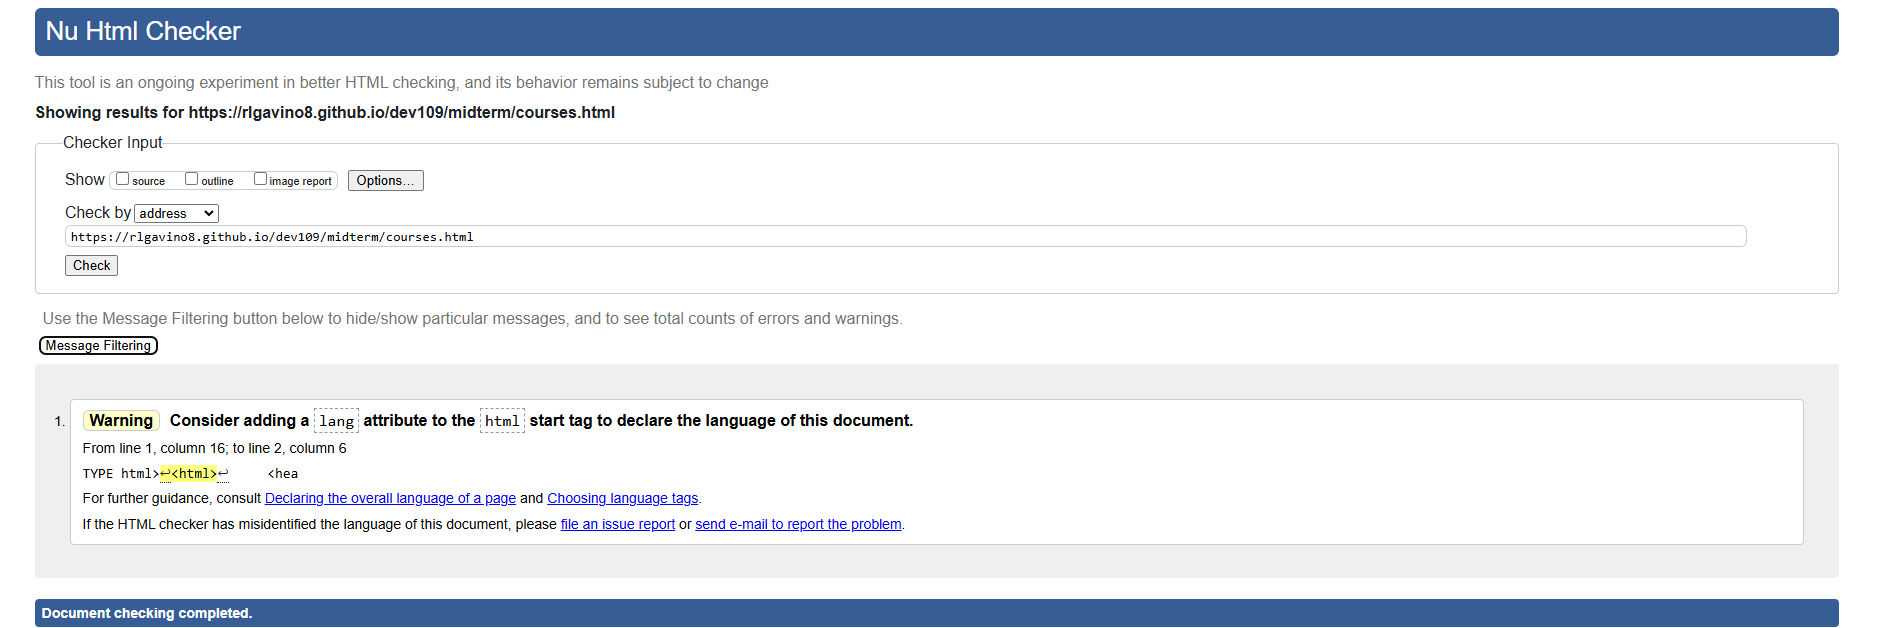 Nu Html Checker
This tool is an ongoing experiment in better HTML checking, and its behavior remains subject to change
Showing results for https://rlgavino8.github.io/dev109/midterm/courses.html
Checker Input
Show source outline image report Options...
Check by address
https://rlgavino8.github.io/dev109/midterm/courses.html
Check
Use the Message Filtering button below to hide/show particular messages, and to see total counts of errors and warnings.
Message Filtering
1. Warning Consider adding a lang attribute to the html start tag to declare the language of this document.
From line 1, column 16; to line 2, column 6
TYPE html>↩<html>↩ <hea
For further guidance, consult Declaring the overall language of a page and Choosing language tags.
If the HTML checker has misidentified the language of this document, please file an issue report or send e-mail to report the problem.
Document checking completed.